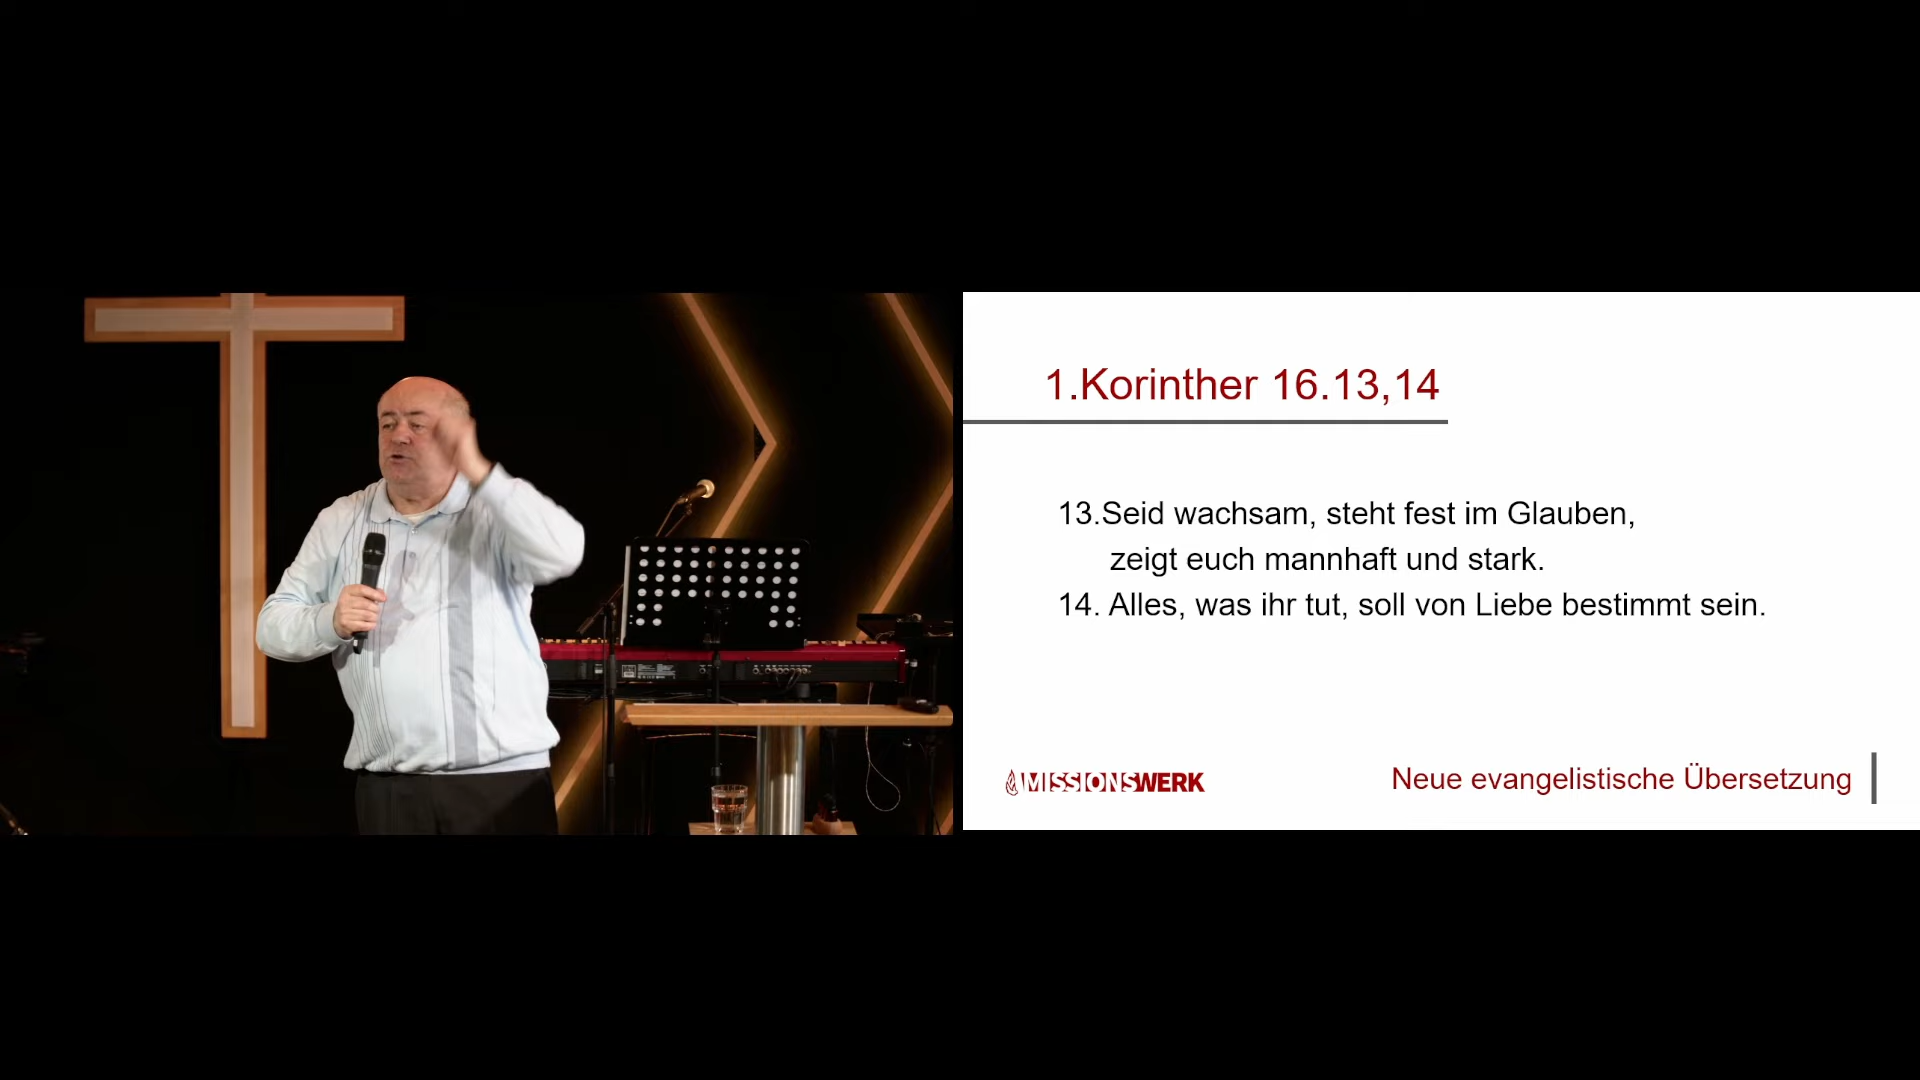 1.Korinther 16.13,14
13.Seid wachsam, steht fest im Glauben,
zeigt euch mannhaft und stark.
14. Alles, was ihr tut, soll von Liebe bestimmt sein.
MISSIONSWERK
Neue evangelistische Übersetzung